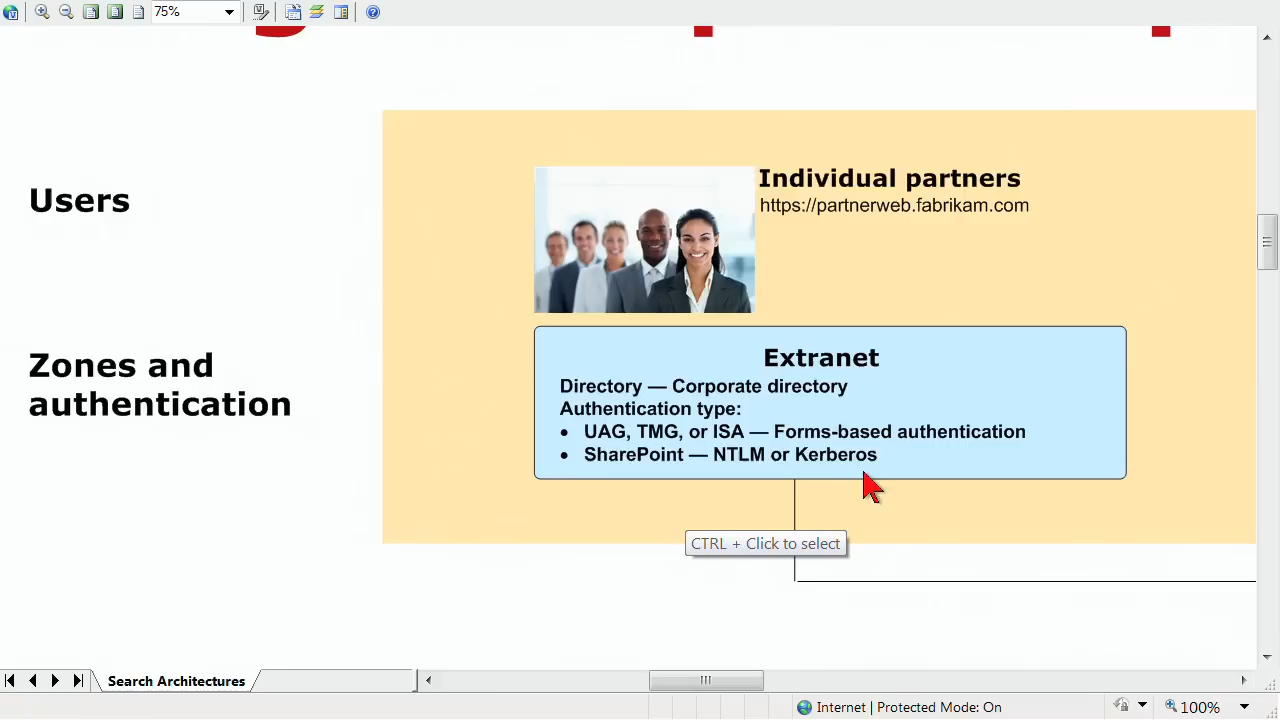 75%
Users
Individual partners
https://partnerweb.fabrikam.com
Zones and
authentication
Extranet
Directory — Corporate directory
Authentication type:
• UAG, TMG, or ISA — Forms-based authentication
• SharePoint — NTLM or Kerberos
CTRL + Click to select
Search Architectures
Internet | Protected Mode: On
100%